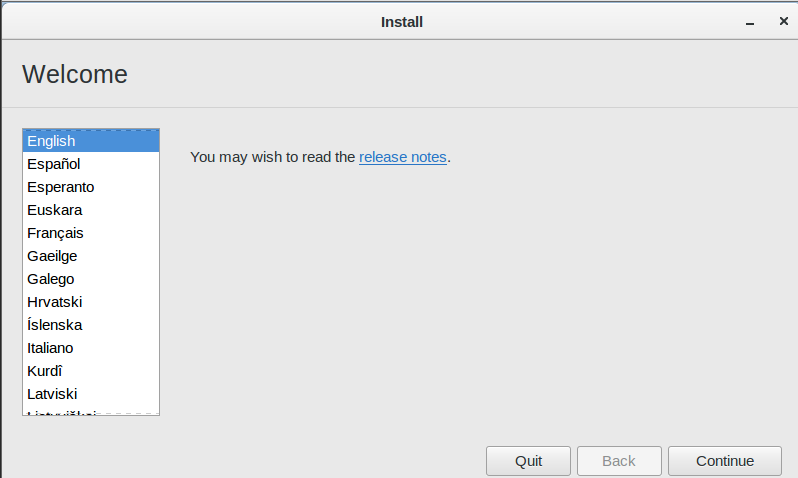 Install
Welcome
English
You may wish to read the release notes.
Español
Esperanto
Euskara
Français
Gaeilge
Galego
Hrvatski
Íslenska
Italiano
Kurdî
Latviski
Quit
Back
Continue